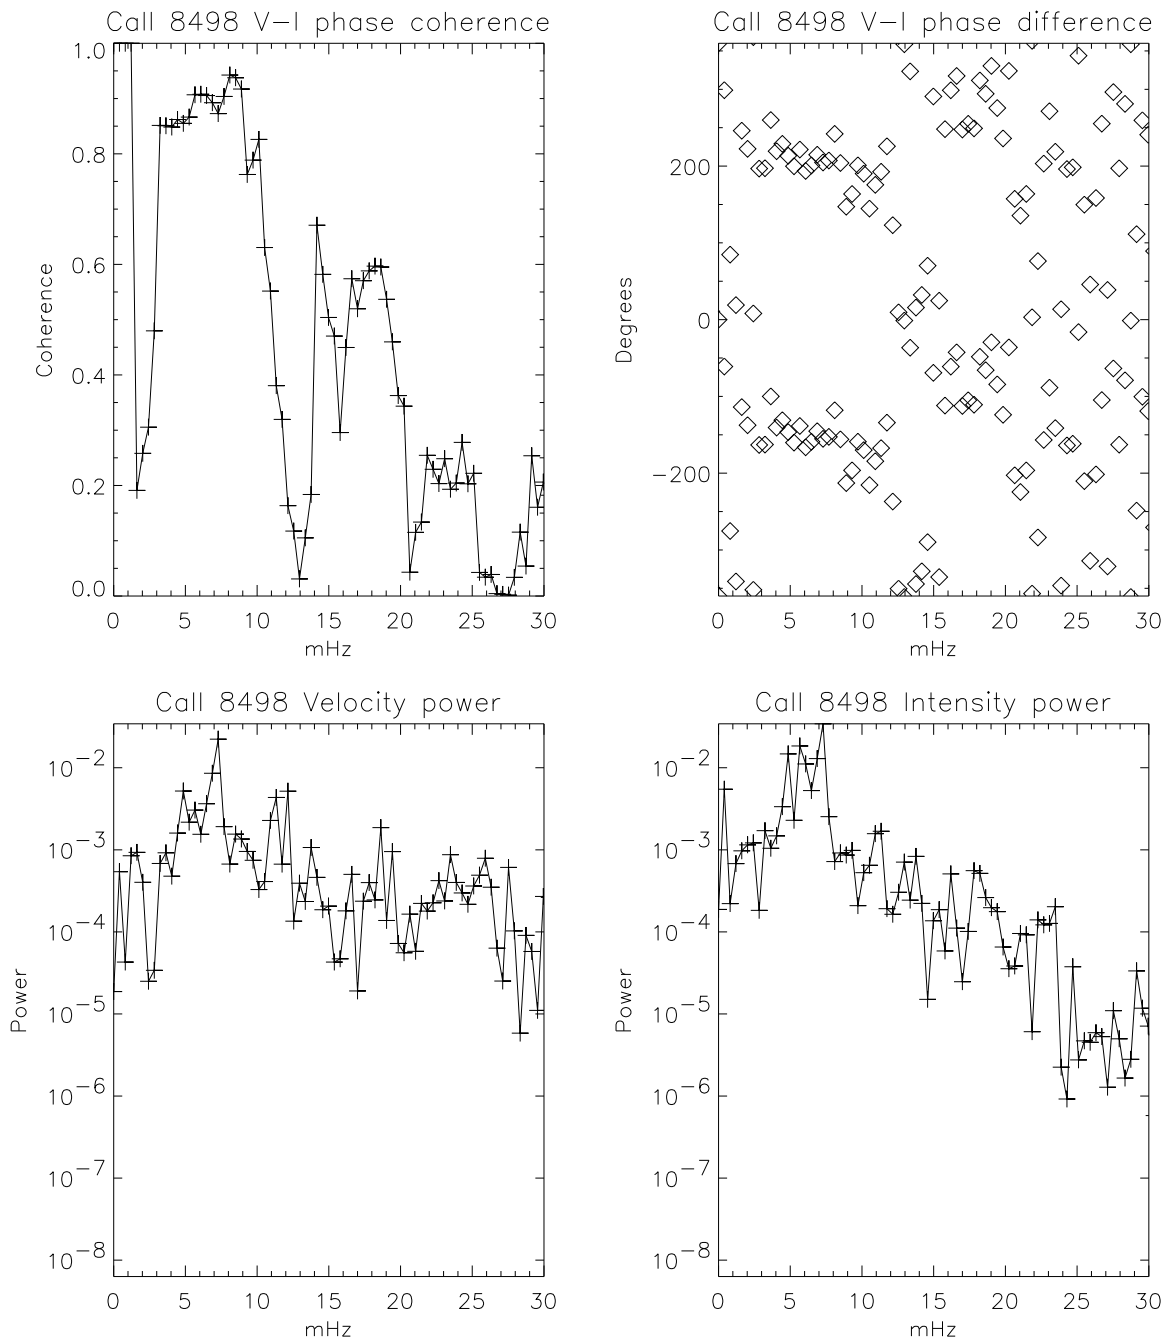 Call 8498 V-I phase coherence
1.0
0.8
0.6
0.4
0.2
0.0
Coherence
0 5 10 15 20 25 30
mHz
Call 8498 V-I phase difference
200
0
-200
Degrees
0 5 10 15 20 25 30
mHz
Call 8498 Velocity power
10^-2
10^-3
10^-4
10^-5
10^-6
10^-7
10^-8
Power
0 5 10 15 20 25 30
mHz
Call 8498 Intensity power
10^-2
10^-3
10^-4
10^-5
10^-6
10^-7
10^-8
Power
0 5 10 15 20 25 30
mHz